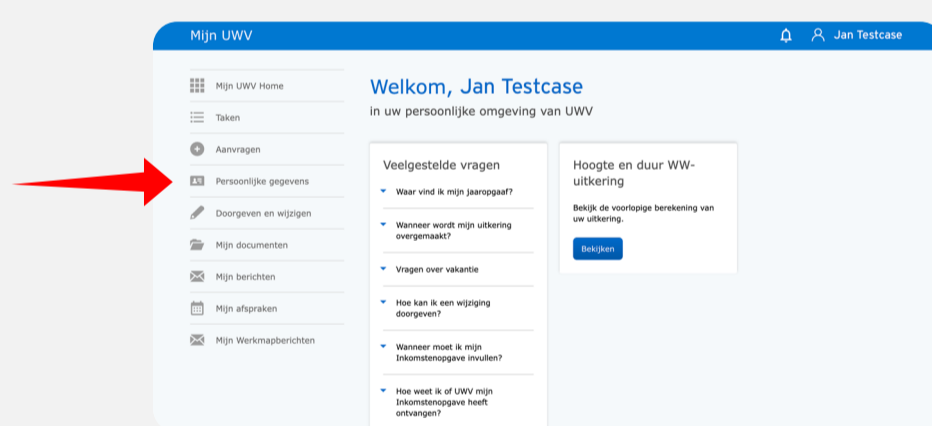 Mijn UWV
Jan Testcase
Mijn UWV Home
Taken
Aanvragen
Persoonlijke gegevens
Doorgeven en wijzigen
Mijn documenten
Mijn berichten
Mijn afspraken
Mijn Werkmapberichten
Welkom, Jan Testcase
in uw persoonlijke omgeving van UWV
Veelgestelde vragen
Waar vind ik mijn jaaropgaaf?
Wanneer wordt mijn uitkering
overgemaakt?
Vragen over vakantie
Hoe kan ik een wijziging
doorgeven?
Wanneer moet ik mijn
Inkomstenopgave invullen?
Hoe weet ik of UWV mijn
Inkomstenopgave heeft
ontvangen?
Hoogte en duur WW-
uitkering
Bekijk de voorlopige berekening van
uw uitkering.
Bekijken